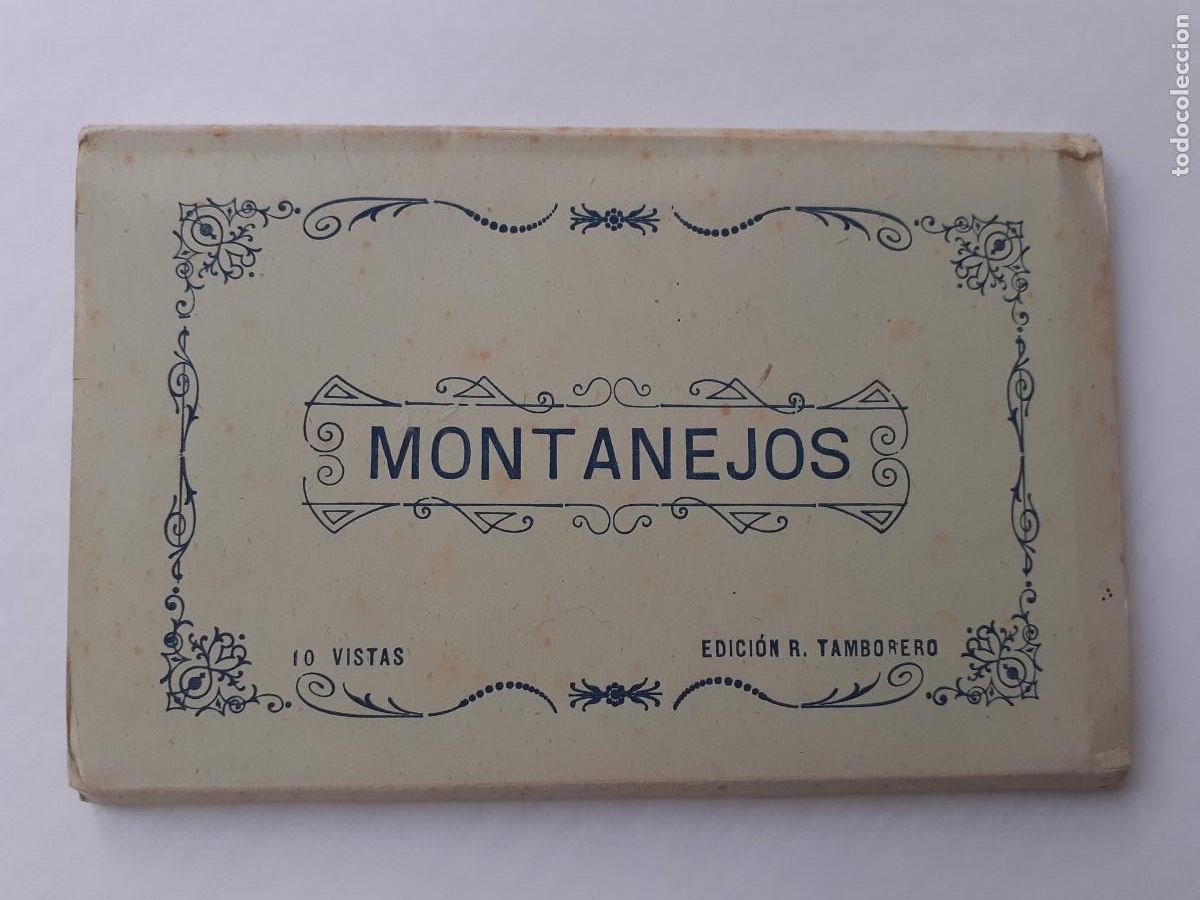 MONTANEJOS
10 VISTAS
EDICIÓN R. TAMBORERO
todocoleccion